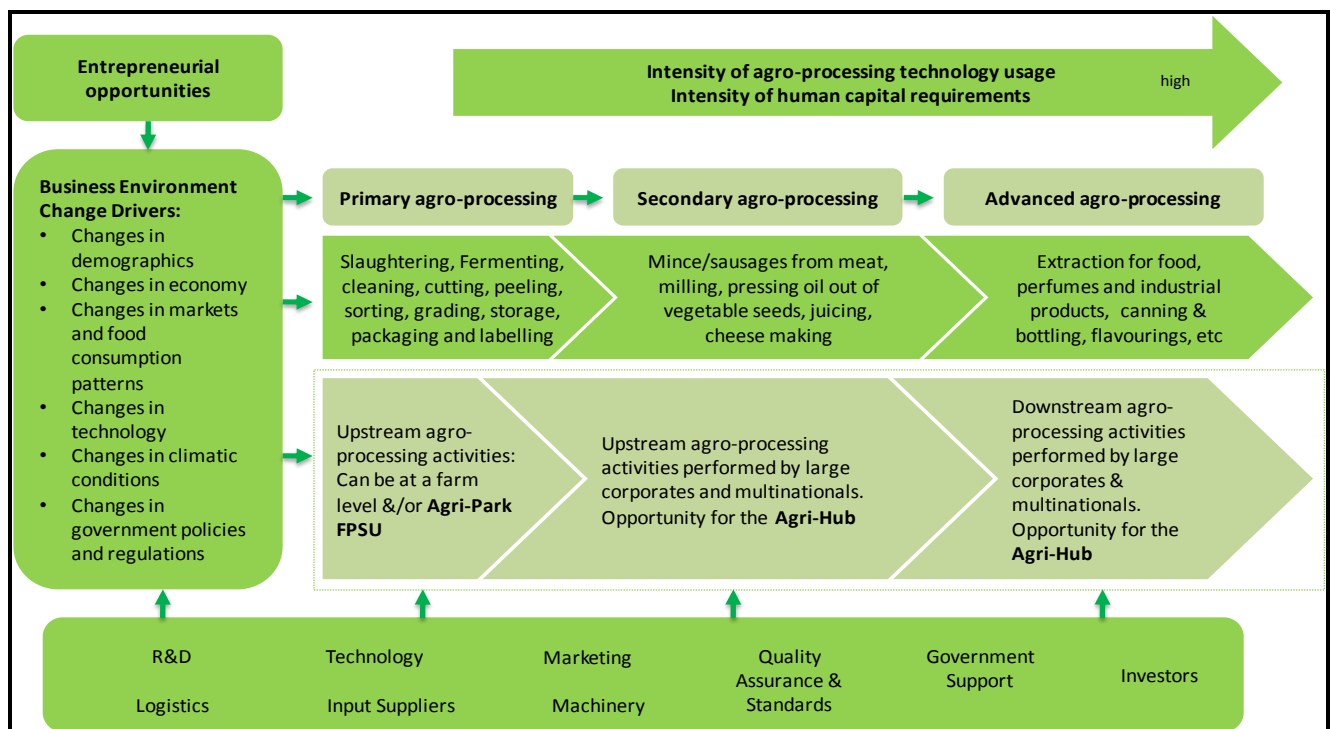 Entrepreneurial
opportunities
Intensity of agro-processing technology usage
Intensity of human capital requirements
high
Business Environment
Change Drivers:
• Changes in
demographics
• Changes in economy
• Changes in markets
and food
consumption
patterns
• Changes in
technology
• Changes in climatic
conditions
• Changes in
government policies
and regulations
Primary agro-processing
Secondary agro-processing
Advanced agro-processing
Slaughtering, Fermenting,
cleaning, cutting, peeling,
sorting, grading, storage,
packaging and labelling
Mince/sausages from meat,
milling, pressing oil out of
vegetable seeds, juicing,
cheese making
Extraction for food,
perfumes and industrial
products, canning &
bottling, flavourings, etc
Upstream agro-
processing activities:
Can be at a farm
level &/or Agri-Park
FPSU
Upstream agro-processing
activities performed by large
corporates and multinationals.
Opportunity for the Agri-Hub
Downstream agro-
processing activities
performed by large
corporates &
multinationals.
Opportunity for the
Agri-Hub
R&D
Technology
Marketing
Quality
Assurance &
Standards
Government
Support
Investors
Logistics
Input Suppliers
Machinery